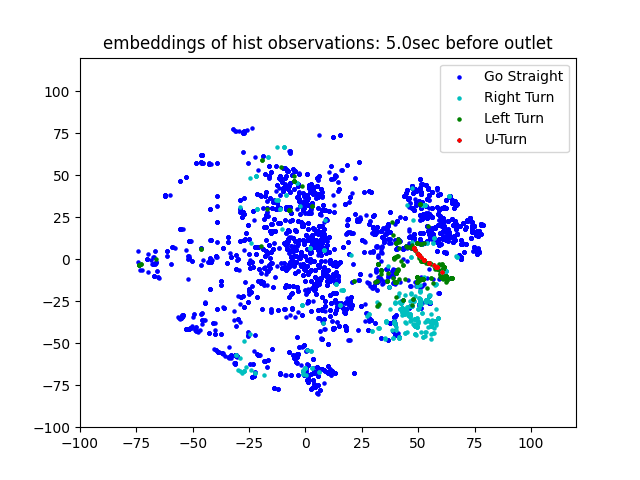 embeddings of hist observations: 5.0sec before outlet
Go Straight
Right Turn
Left Turn
U-Turn
100
75
50
25
0
−25
−50
−75
−100
−100 −75 −50 −25 0 25 50 75 100